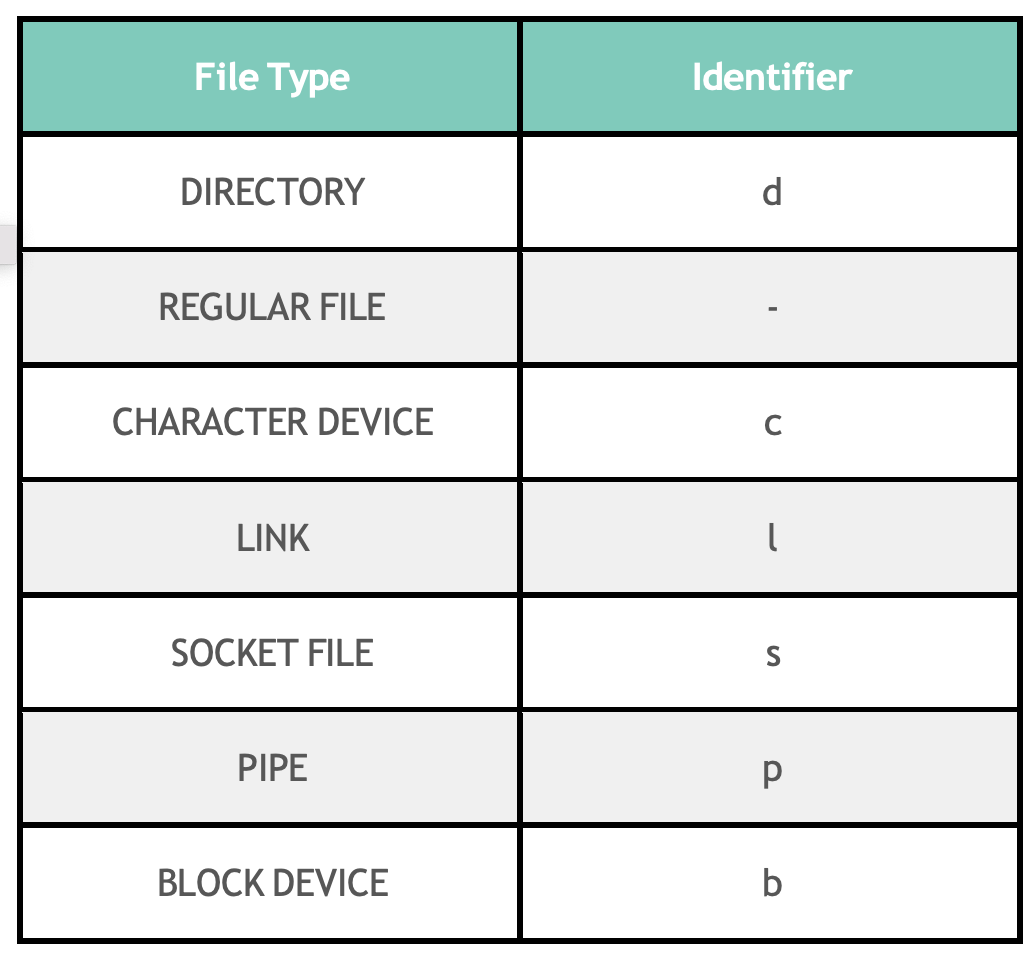 File Type Identifier
DIRECTORY d
REGULAR FILE -
CHARACTER DEVICE c
LINK l
SOCKET FILE s
PIPE p
BLOCK DEVICE b